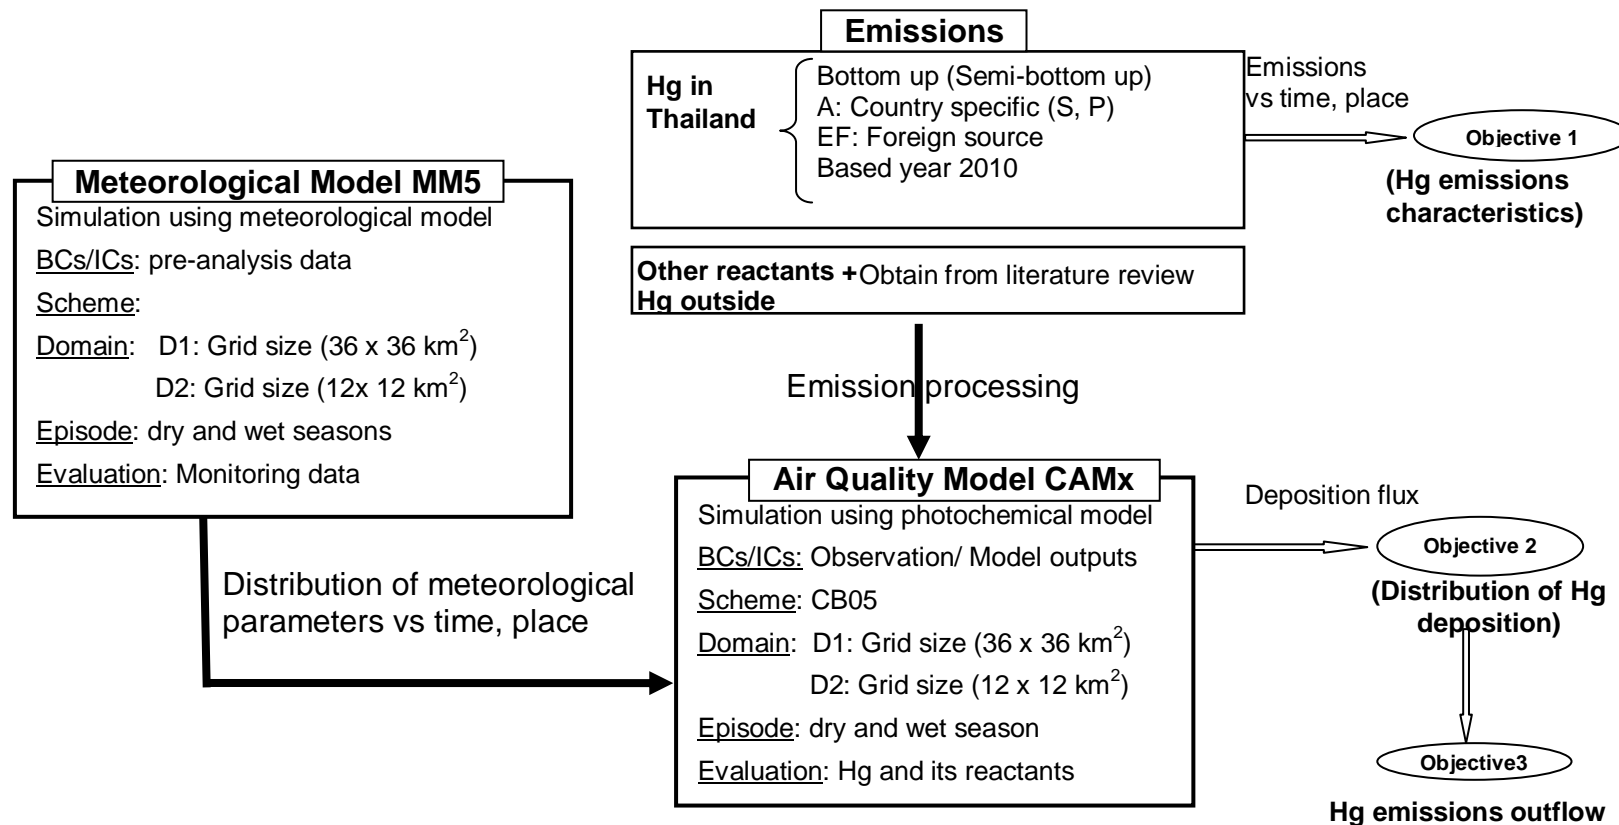 Emissions
Hg in
Thailand
Bottom up (Semi-bottom up)
A: Country specific (S, P)
EF: Foreign source
Based year 2010
Emissions
vs time, place
Objective 1
(Hg emissions
characteristics)
Other reactants +Obtain from literature review
Hg outside
Meteorological Model MM5
Simulation using meteorological model
BCs/ICs: pre-analysis data
Scheme:
Domain: D1: Grid size (36 x 36 km²)
D2: Grid size (12x 12 km²)
Episode: dry and wet seasons
Evaluation: Monitoring data
Emission processing
Distribution of meteorological
parameters vs time, place
Air Quality Model CAMx
Simulation using photochemical model
BCs/ICs: Observation/ Model outputs
Scheme: CB05
Domain: D1: Grid size (36 x 36 km²)
D2: Grid size (12 x 12 km²)
Episode: dry and wet season
Evaluation: Hg and its reactants
Deposition flux
Objective 2
(Distribution of Hg
deposition)
Objective3
Hg emissions outflow